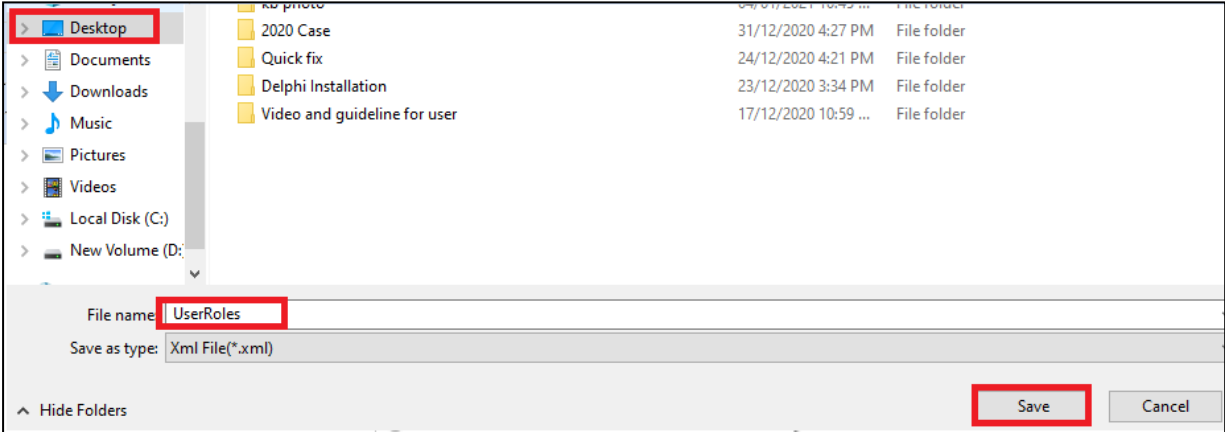 Desktop
kb photo
2020 Case 31/12/2020 4:27 PM File folder
Documents
Quick fix 24/12/2020 4:21 PM File folder
Downloads
Delphi Installation 23/12/2020 3:34 PM File folder
Music
Video and guideline for user 17/12/2020 10:59 ... File folder
Pictures
Videos
Local Disk (C:)
New Volume (D:
File name: UserRoles
Save as type: Xml File(*.xml)
Hide Folders
Save Cancel